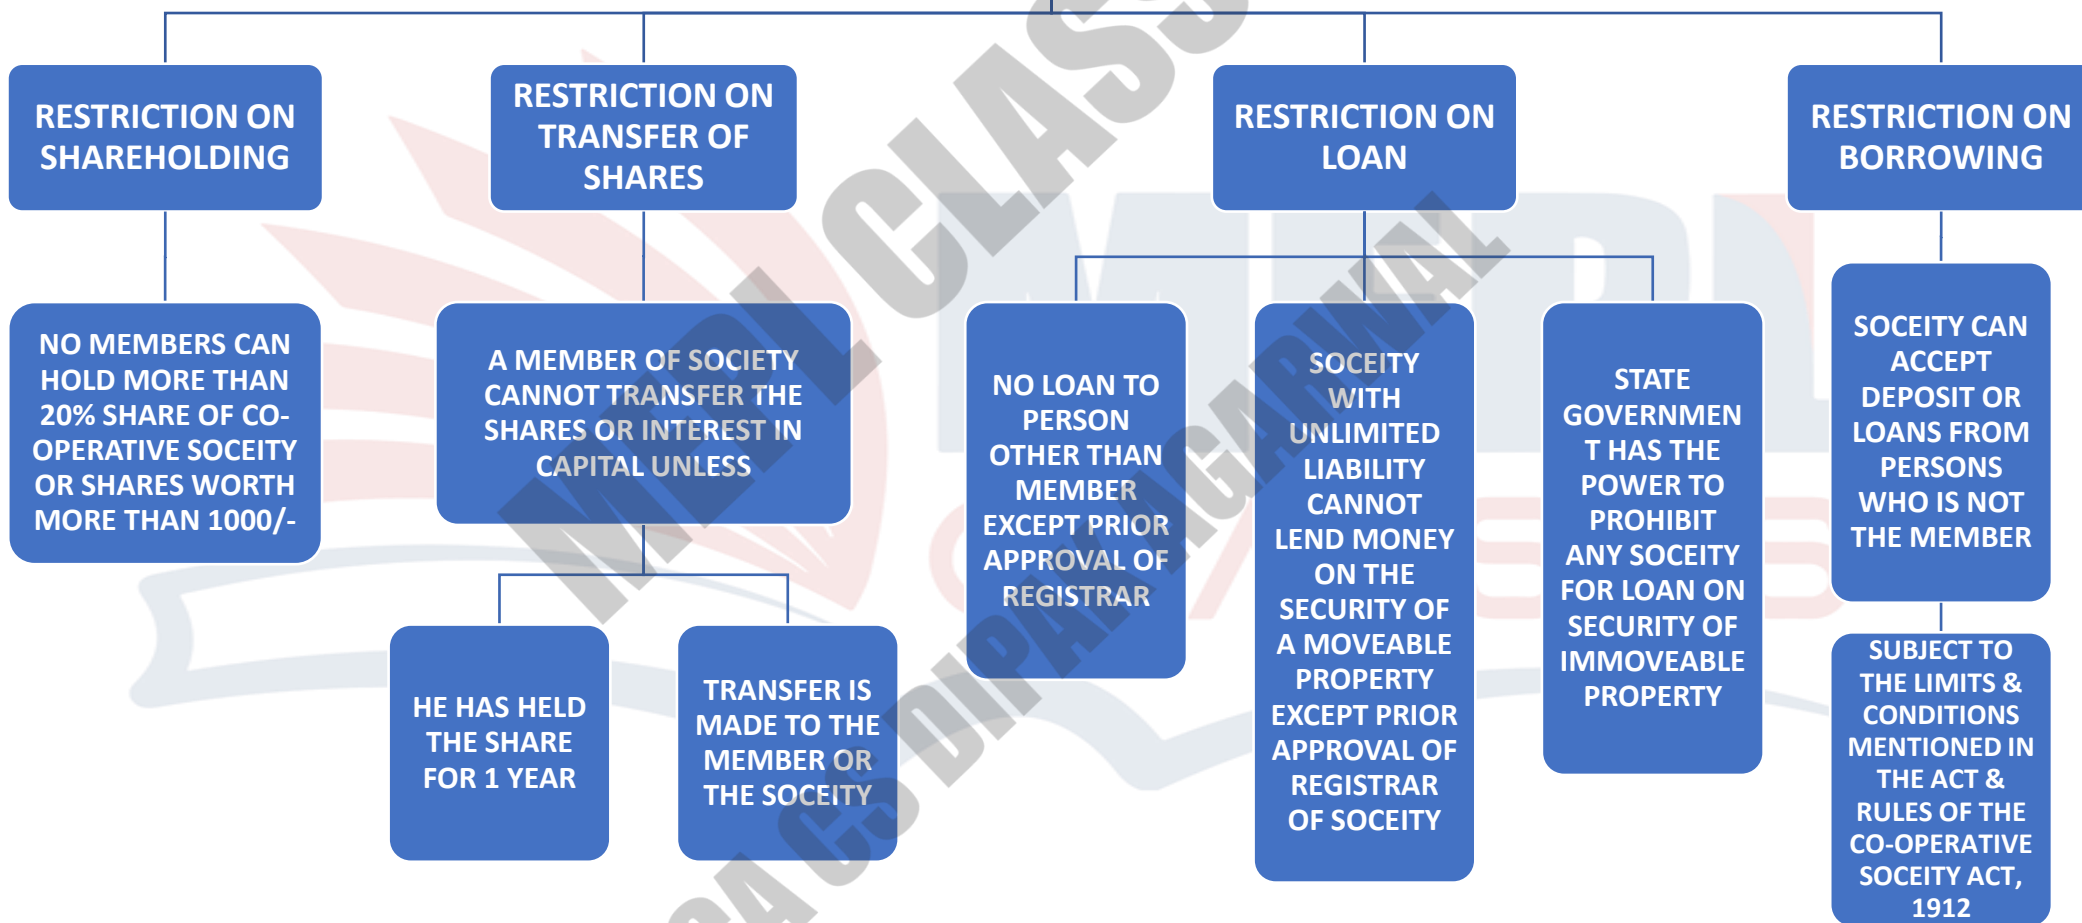 RESTRICTION ON
SHAREHOLDING
NO MEMBERS CAN
HOLD MORE THAN
20% SHARE OF CO-
OPERATIVE SOCEITY
OR SHARES WORTH
MORE THAN 1000/-
RESTRICTION ON
TRANSFER OF
SHARES
A MEMBER OF SOCIETY
CANNOT TRANSFER THE
SHARES OR INTEREST IN
CAPITAL UNLESS
HE HAS HELD
THE SHARE
FOR 1 YEAR
TRANSFER IS
MADE TO THE
MEMBER OR
THE SOCEITY
RESTRICTION ON
LOAN
NO LOAN TO
PERSON
OTHER THAN
MEMBER
EXCEPT PRIOR
APPROVAL OF
REGISTRAR
SOCEITY
WITH
UNLIMITED
LIABILITY
CANNOT
LEND MONEY
ON THE
SECURITY OF
A MOVEABLE
PROPERTY
EXCEPT PRIOR
APPROVAL OF
REGISTRAR
OF SOCEITY
STATE
GOVERNMEN
T HAS THE
POWER TO
PROHIBIT
ANY SOCEITY
FOR LOAN ON
SECURITY OF
IMMOVEABLE
PROPERTY
RESTRICTION ON
BORROWING
SOCEITY CAN
ACCEPT
DEPOSIT OR
LOANS FROM
PERSONS
WHO IS NOT
THE MEMBER
SUBJECT TO
THE LIMITS &
CONDITIONS
MENTIONED IN
THE ACT &
RULES OF THE
CO-OPERATIVE
SOCEITY ACT,
1912
MEPL CLASS
CA CS DIPAK AGARWAL
MEPL